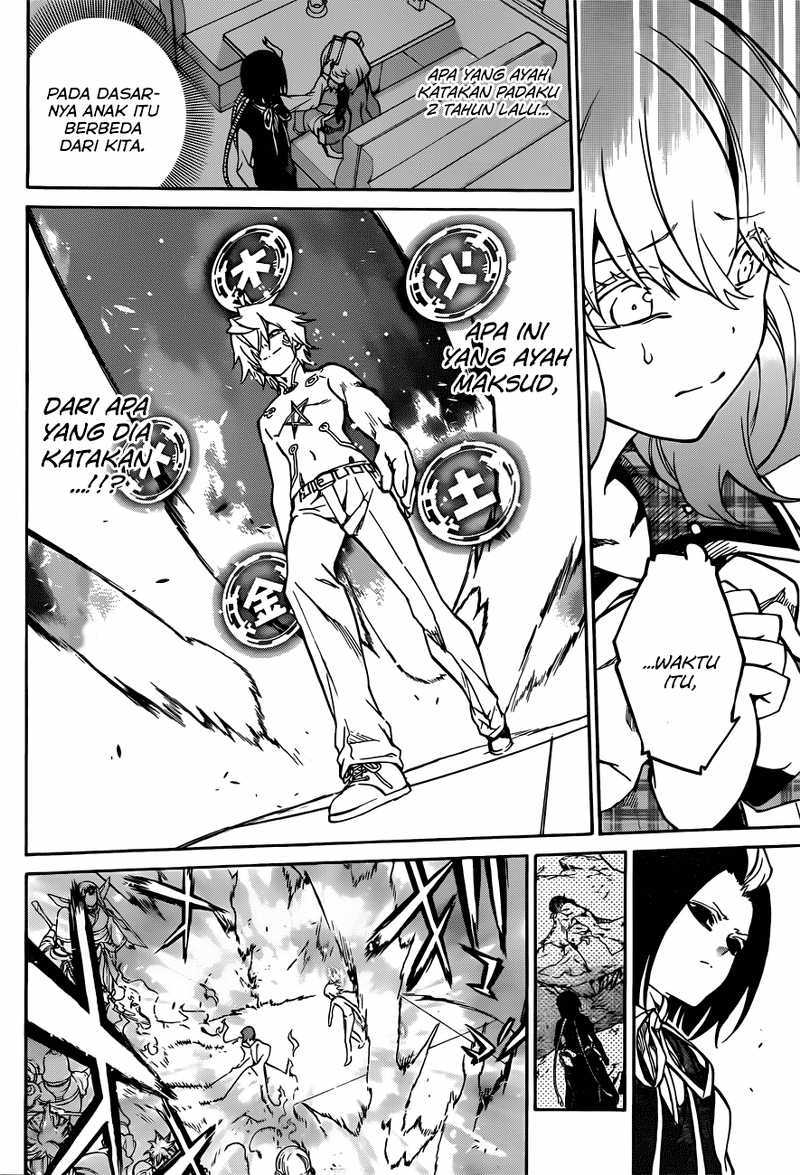 ...WAKTU
ITU,
APA YANG AYAH
KATAKAN PADAKU
2 TAHUN LALU...
PADA DASAR-
NYA ANAK ITU
BERBEDA
DARI KITA.
火
木
APA INI
YANG AYAH
MAKSUD,
土
DARI APA
YANG DIA
KATAKAN
...!!?
水
金